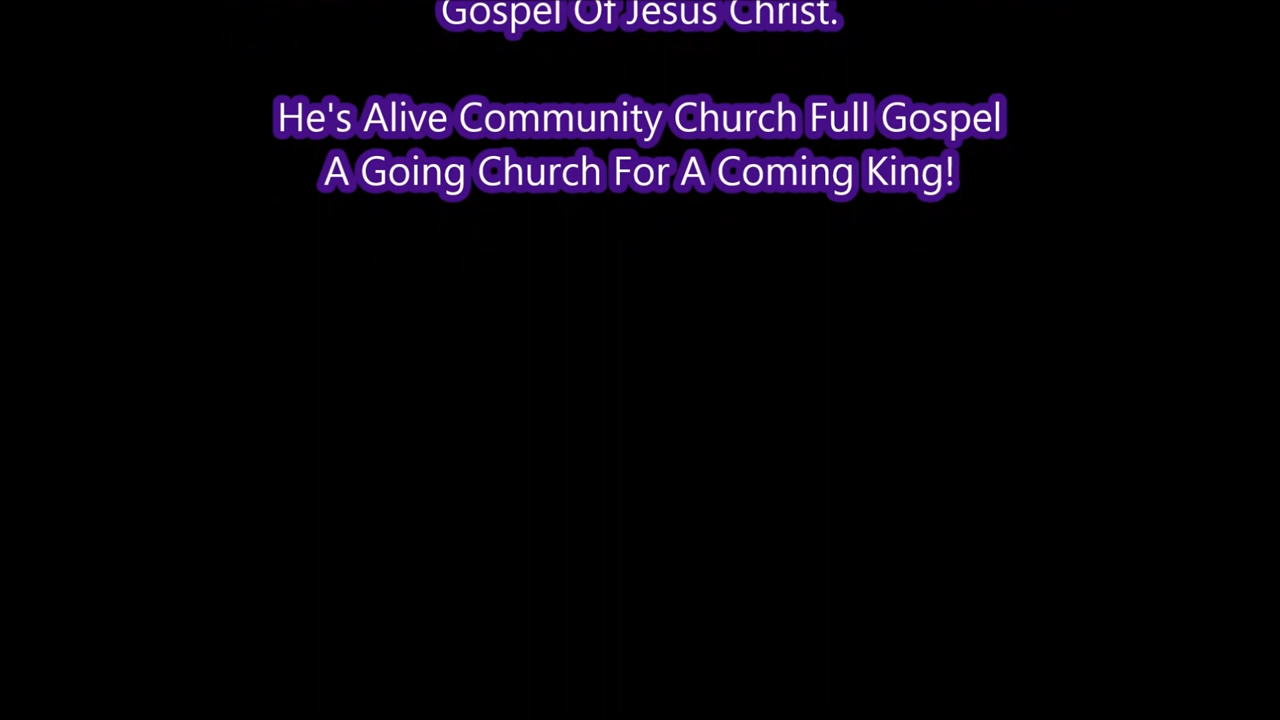 Gospel Of Jesus Christ.
He's Alive Community Church Full Gospel
A Going Church For A Coming King!